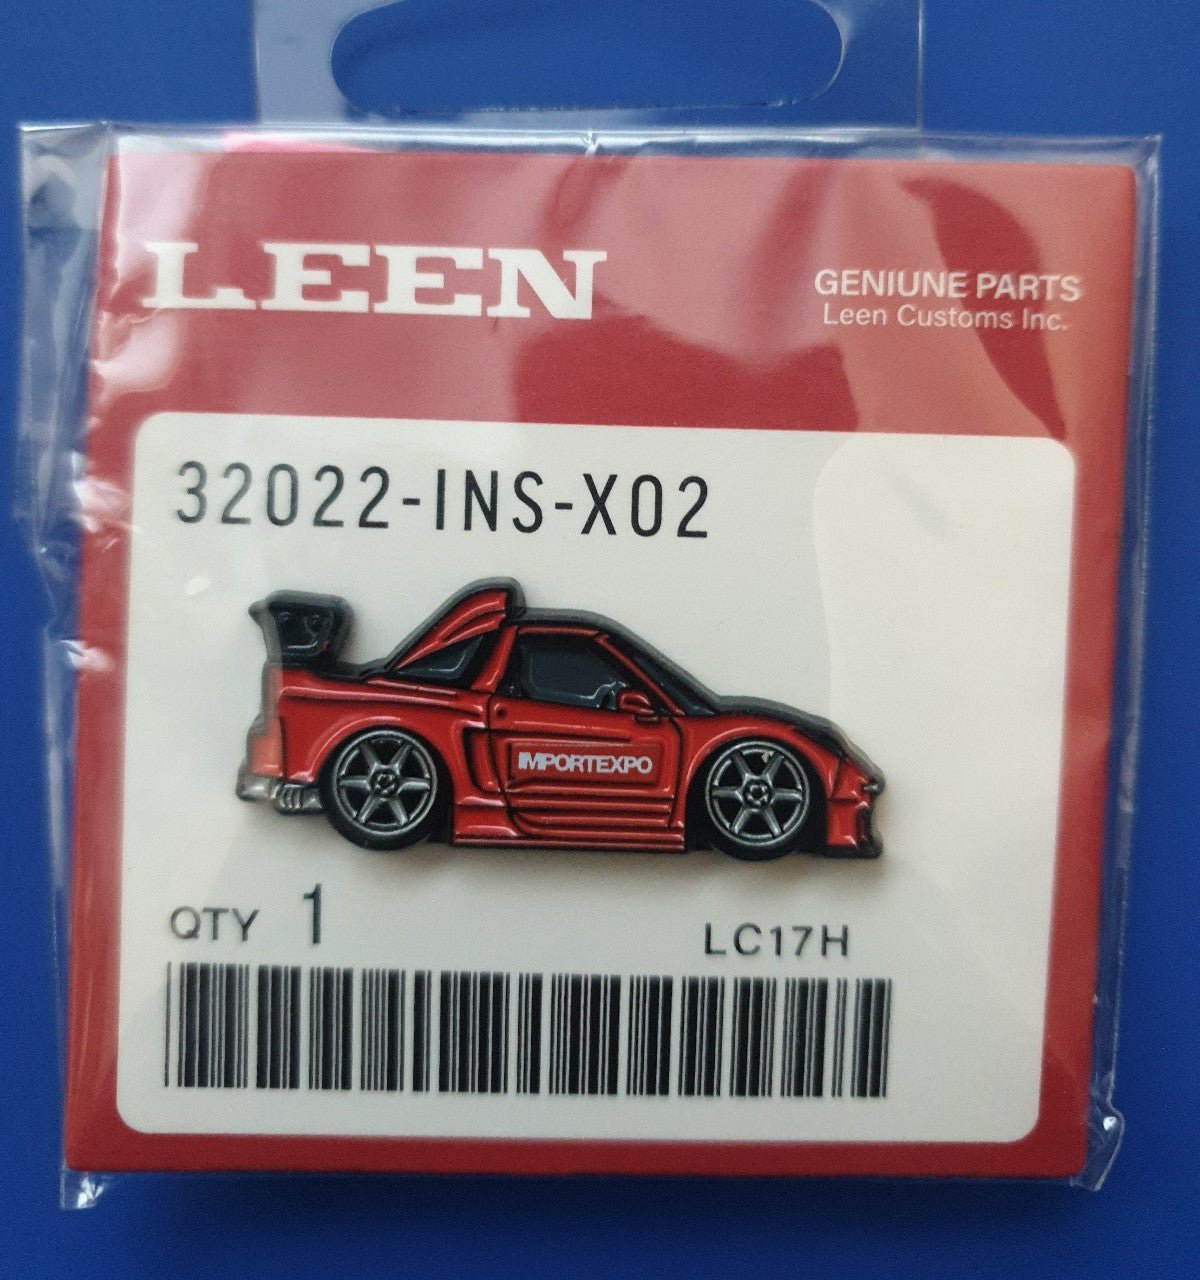 LEEN
GENIUNE PARTS
Leen Customs Inc.
32022-INS-X02
IMPORTEXPO
QTY 1
LC17H